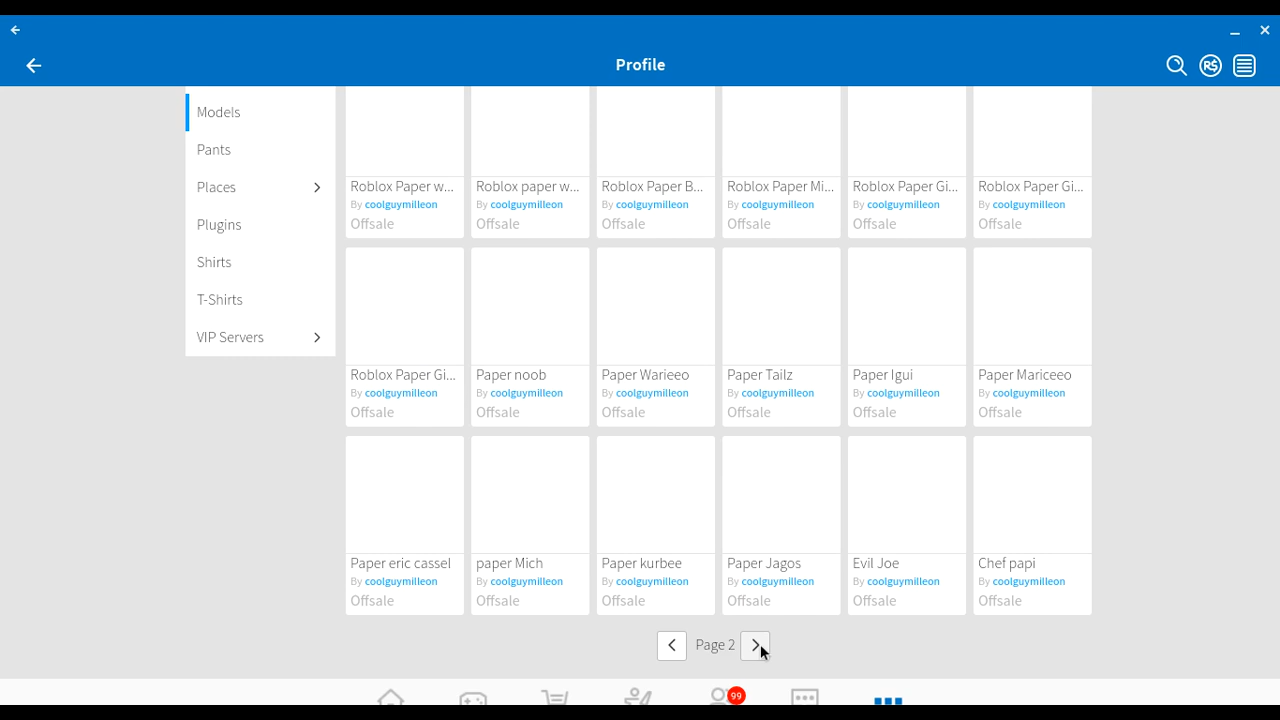 Profile
R$
Models
Pants
Places
Plugins
Shirts
T-Shirts
VIP Servers
Roblox Paper w... Roblox paper w... Roblox Paper B... Roblox Paper Mi... Roblox Paper Gi... Roblox Paper Gi...
By coolguymilleon By coolguymilleon By coolguymilleon By coolguymilleon By coolguymilleon By coolguymilleon
Offsale Offsale Offsale Offsale Offsale Offsale
Roblox Paper Gi... Paper noob Paper Warieeo Paper Tailz Paper Igui Paper Mariceeo
By coolguymilleon By coolguymilleon By coolguymilleon By coolguymilleon By coolguymilleon By coolguymilleon
Offsale Offsale Offsale Offsale Offsale Offsale
Paper eric cassel paper Mich Paper kurbee Paper Jagos Evil Joe Chef papi
By coolguymilleon By coolguymilleon By coolguymilleon By coolguymilleon By coolguymilleon By coolguymilleon
Offsale Offsale Offsale Offsale Offsale Offsale
Page 2
99